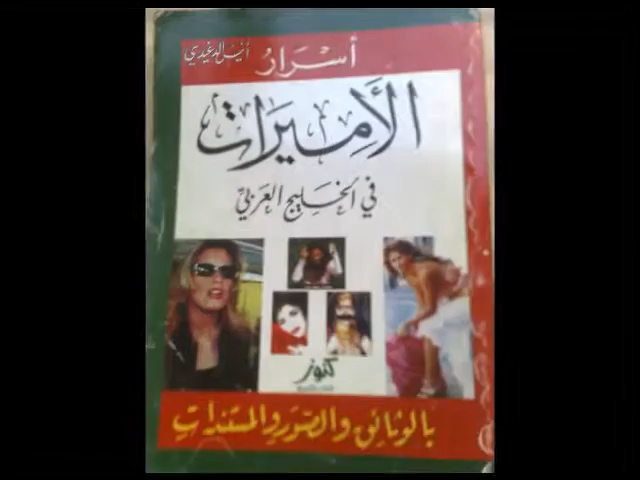 أنيس الدغيدي
أسرار
الأميرات
في الخليج العربي
كنوز
بالوثائق والصور والمستندات